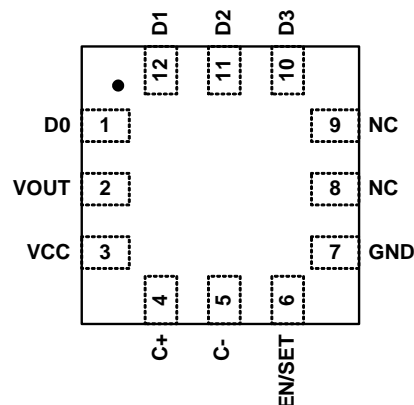 D1 D2 D3
12 11 10
D0 1 9 NC
VOUT 2 8 NC
VCC 3 7 GND
4 5 6
C+ C- EN/SET